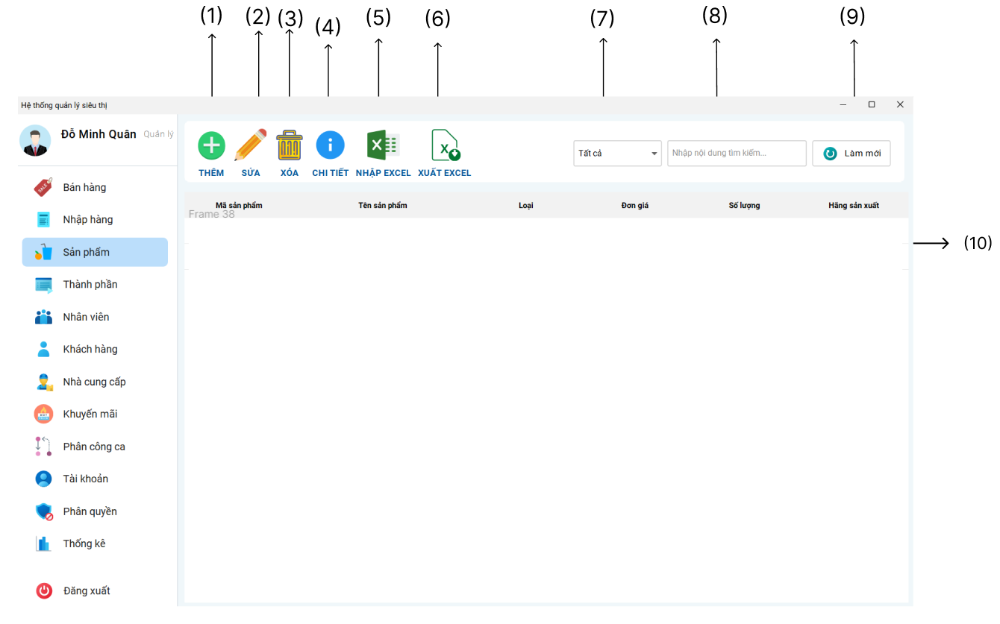 (1) (2) (3) (4) (5) (6) (7) (8) (9)
Hệ thống quản lý siêu thị
Đỗ Minh Quân Quản lý
THÊM SỬA XÓA CHI TIẾT NHẬP EXCEL XUẤT EXCEL
Tất cả Nhập nội dung tìm kiếm... Làm mới
Mã sản phẩm Tên sản phẩm Loại Đơn giá Số lượng Hãng sản xuất
Frame 38
(10)
Bán hàng
Nhập hàng
Sản phẩm
Thành phần
Nhân viên
Khách hàng
Nhà cung cấp
Khuyến mãi
Phân công ca
Tài khoản
Phân quyền
Thống kê
Đăng xuất